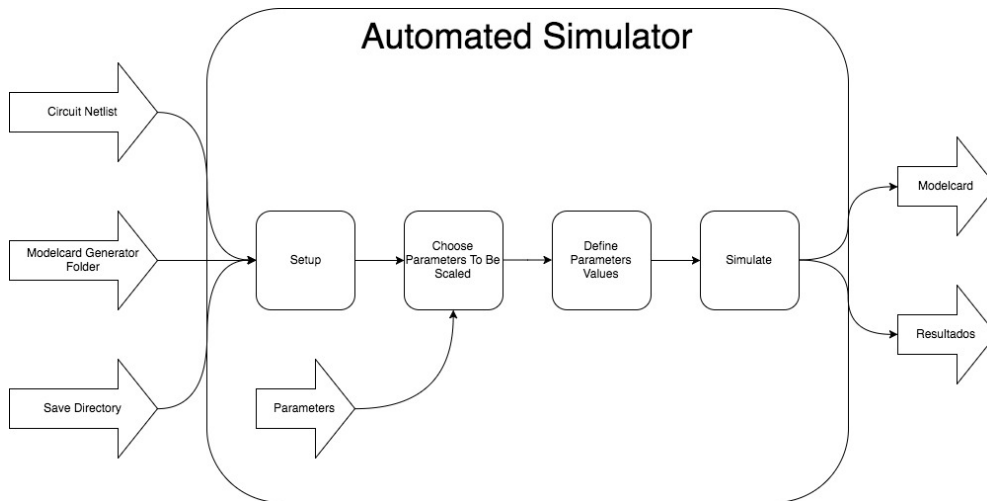 Automated Simulator
Circuit Netlist
Modelcard Generator
Folder
Save Directory
Setup
Choose
Parameters To Be
Scaled
Define
Parameters
Values
Simulate
Parameters
Modelcard
Resultados